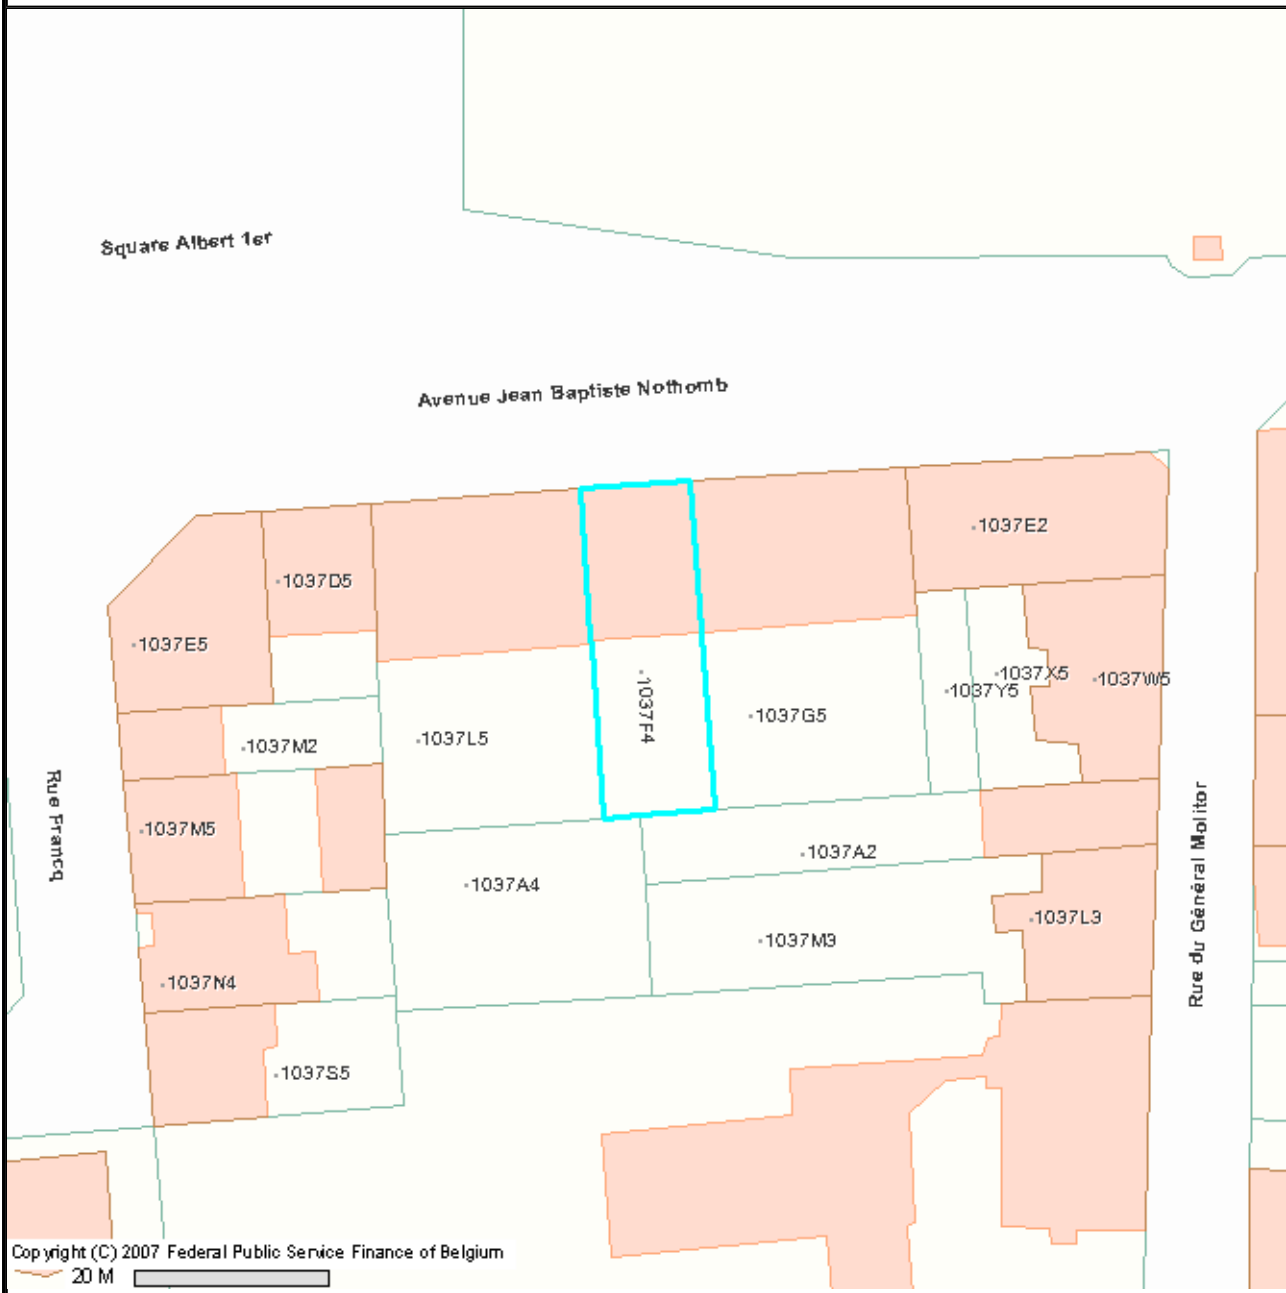 Square Albert 1er
Avenue Jean Baptiste Nothomb
1037E2
1037D5
1037E5
1037X5
1037W5
1037Y5
1037F4
1037G5
1037L5
1037M2
Rue Francq
1037M5
Rue du Général Molitor
1037A2
1037A4
1037L3
1037M3
1037N4
1037S5
Copyright (C) 2007 Federal Public Service Finance of Belgium
20 M